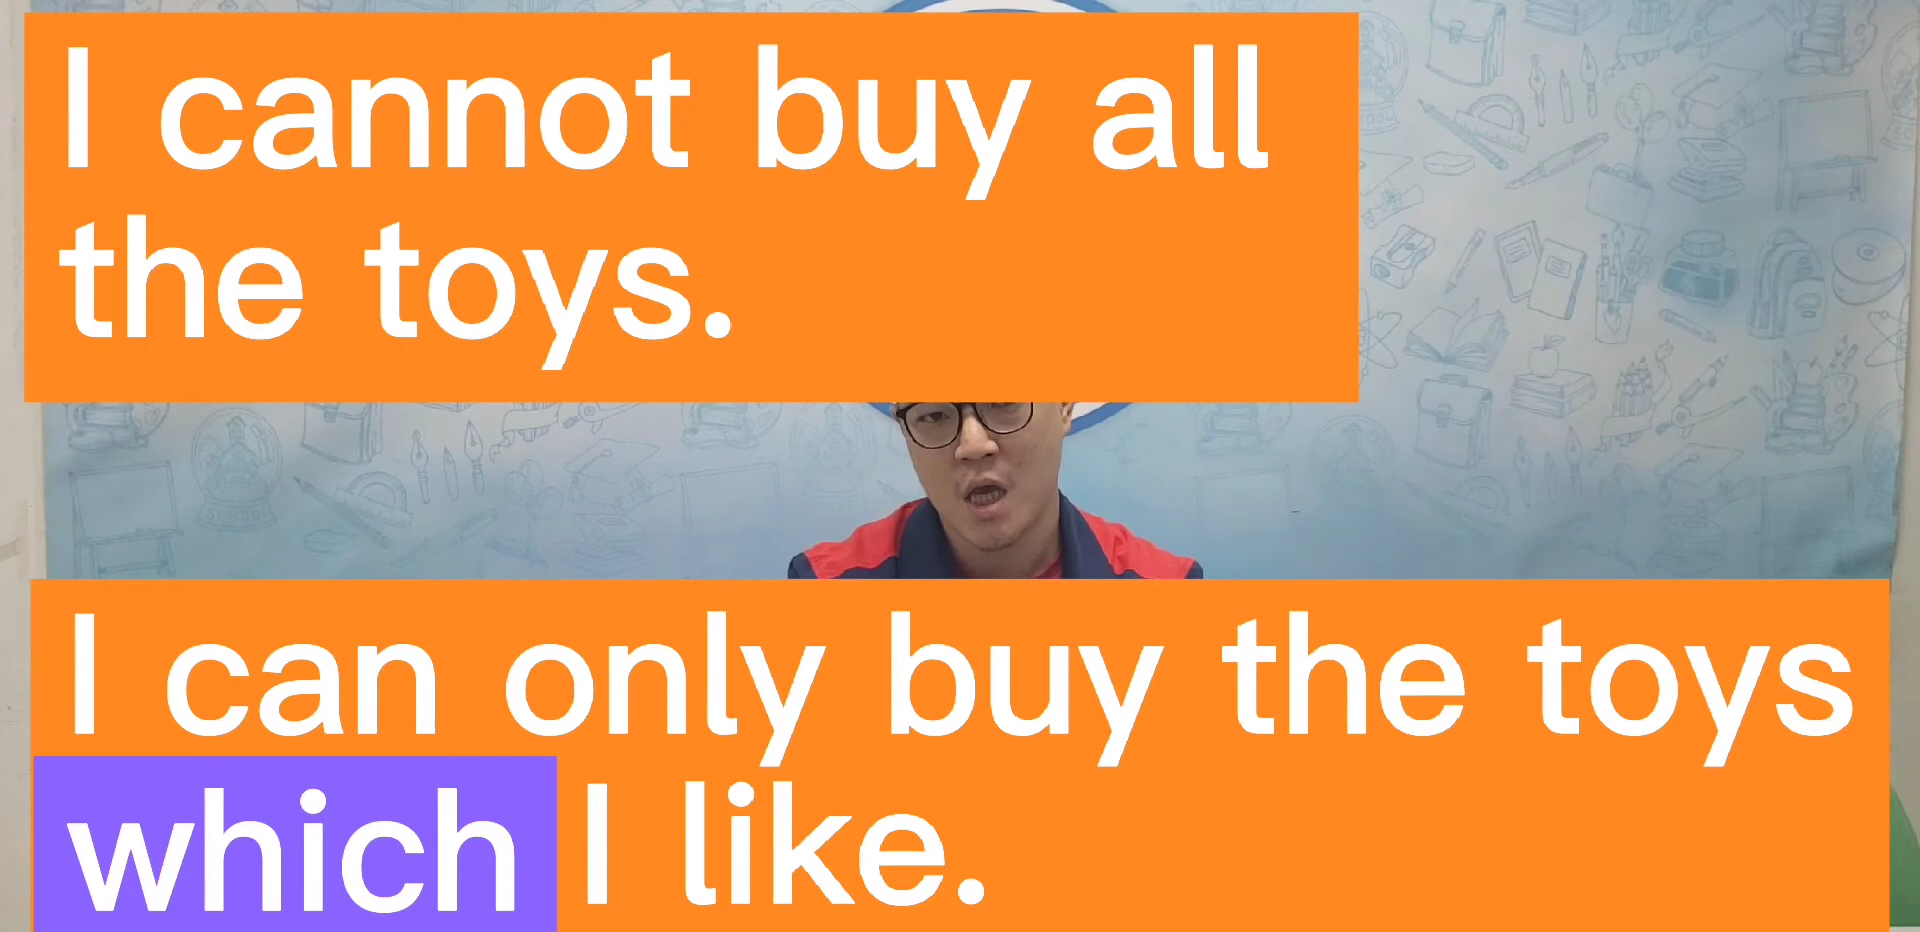 I cannot buy all
the toys.
I can only buy the toys
which I like.